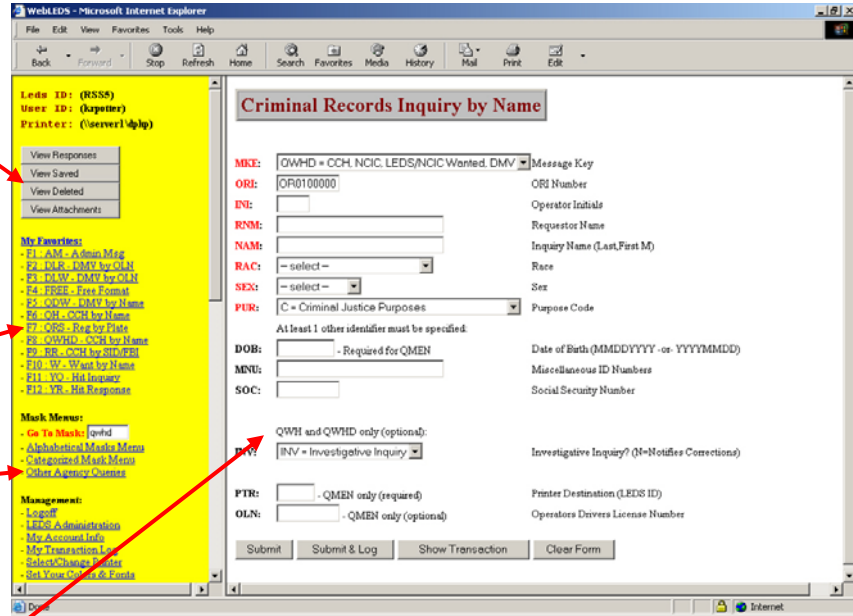 WebLEDS - Microsoft Internet Explorer
File Edit View Favorites Tools Help
Back Forward Stop Refresh Home Search Favorites Media History Mail Print Edit
Leds ID: (RSS5)
User ID: (krpotter)
Printer: (\\server1\dplip)
View Responses
View Saved
View Deleted
View Attachments
My Favorites:
- F1 : AM - Admin Msg
- F2 : DLR - DMV by OLN
- F3 : DLW - DMV by OLN
- F4 : FREE - Free Format
- F5 : ODW - DMV by Name
- F6 : QH - CCH by Name
- F7 : QRS - Reg by Plate
- F8 : QWHD - CCH by Name
- F9 : RR - CCH by SID/FBI
- F10 : W - Want by Name
- F11 : YQ - Hit Inquiry
- F12 : YR - Hit Response
Mask Menus:
- Go To Mask: qwhd
- Alphabetical Masks Menu
- Categorized Mask Menu
- Other Agency Queries
Management:
- Logoff
- LEDS Administration
- My Account Info
- My Transaction Log
- Select/Change Printer
- Set Your Colors & Fonts
Criminal Records Inquiry by Name
MKE: QWHD = CCH, NCIC, LEDS/NCIC Wanted, DMV Message Key
ORI: OR0100000 ORI Number
INI: Operator Initials
RNM: Requestor Name
NAM: Inquiry Name (Last,First M)
RAC: -- select -- Race
SEX: -- select -- Sex
PUR: C = Criminal Justice Purposes Purpose Code
At least 1 other identifier must be specified:
DOB: - Required for QMEN Date of Birth (MMDDYYYY -or- YYYYMMDD)
MNU: Miscellaneous ID Numbers
SOC: Social Security Number
QWH and QWHD only (optional):
INV: INV = Investigative Inquiry Investigative Inquiry? (N=Notifies Corrections)
PTR: - QMEN only (required) Printer Destination (LEDS ID)
OLN: - QMEN only (optional) Operators Drivers License Number
Submit Submit & Log Show Transaction Clear Form
Done Internet